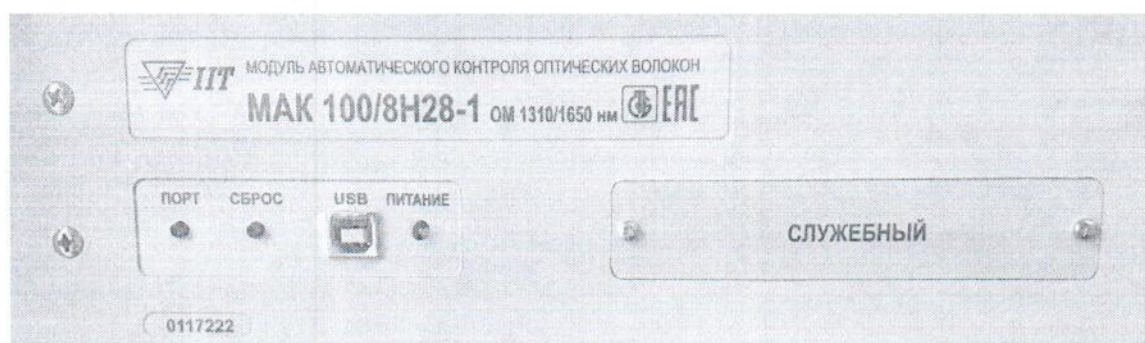 IIT
МОДУЛЬ АВТОМАТИЧЕСКОГО КОНТРОЛЯ ОПТИЧЕСКИХ ВОЛОКОН
МАК 100/8Н28-1 ОМ 1310/1650 нм ЕАС
ПОРТ СБРОС USB ПИТАНИЕ
СЛУЖЕБНЫЙ
0117222